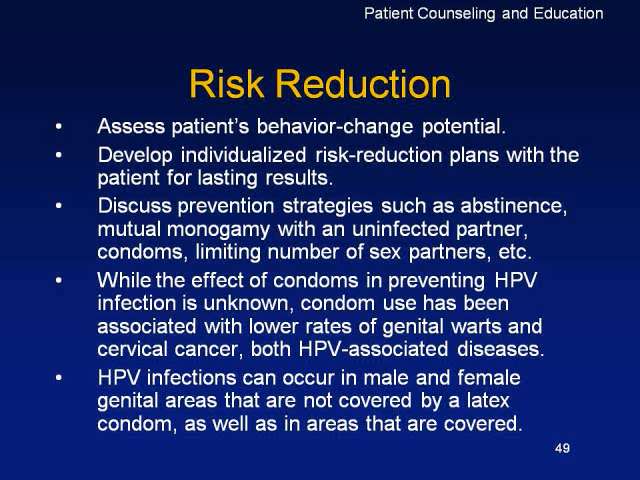 Patient Counseling and Education
Risk Reduction
• Assess patient's behavior-change potential.
• Develop individualized risk-reduction plans with the
patient for lasting results.
• Discuss prevention strategies such as abstinence,
mutual monogamy with an uninfected partner,
condoms, limiting number of sex partners, etc.
• While the effect of condoms in preventing HPV
infection is unknown, condom use has been
associated with lower rates of genital warts and
cervical cancer, both HPV-associated diseases.
• HPV infections can occur in male and female
genital areas that are not covered by a latex
condom, as well as in areas that are covered.
49